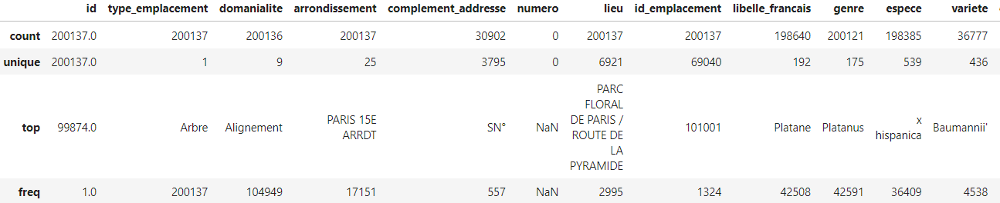 id type_emplacement domanialite arrondissement complement_addresse numero lieu id_emplacement libelle_francais genre espece variete
count 200137.0 200137 200136 200137 30902 0 200137 200137 198640 200121 198385 36777
unique 200137.0 1 9 25 3795 0 6921 69040 192 175 539 436
top 99874.0 Arbre Alignement PARIS 15E ARRDT SN° NaN PARC FLORAL DE PARIS / ROUTE DE LA PYRAMIDE 101001 Platane Platanus x hispanica Baumannii'
freq 1.0 200137 104949 17151 557 NaN 2995 1324 42508 42591 36409 4538